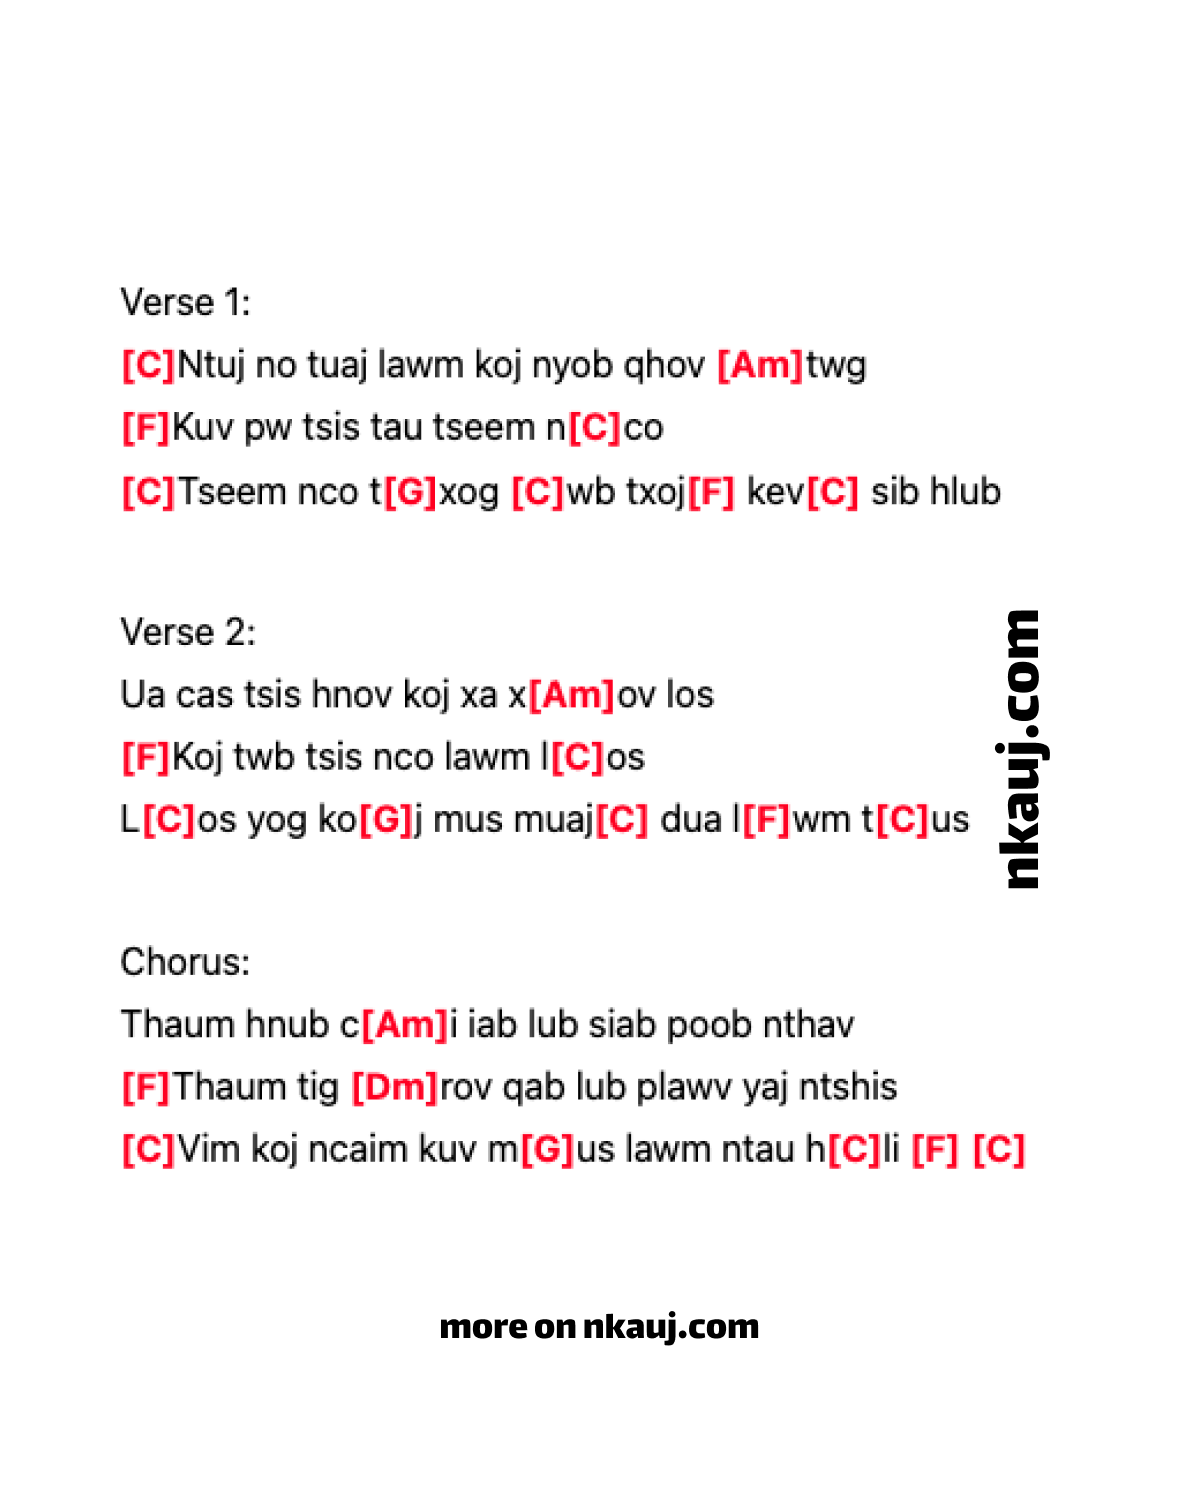 Verse 1:
[C]Ntuj no tuaj lawm koj nyob qhov [Am]twg
[F]Kuv pw tsis tau tseem n[C]co
[C]Tseem nco t[G]xog [C]wb txoj[F] kev[C] sib hlub
Verse 2:
Ua cas tsis hnov koj xa x[Am]ov los
[F]Koj twb tsis nco lawm l[C]os
L[C]os yog ko[G]j mus muaj[C] dua l[F]wm t[C]us
nkauj.com
Chorus:
Thaum hnub c[Am]i iab lub siab poob nthav
[F]Thaum tig [Dm]rov qab lub plawv yaj ntshis
[C]Vim koj ncaim kuv m[G]us lawm ntau h[C]li [F] [C]
more on nkauj.com